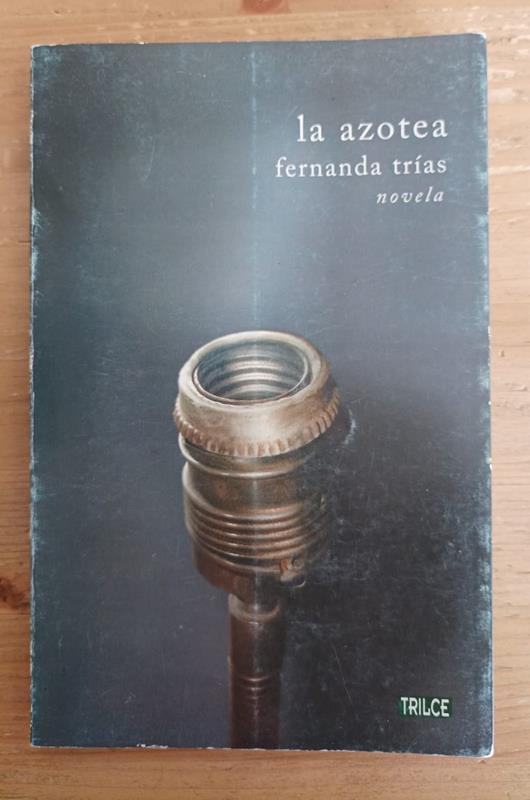 la azotea
fernanda trías
novela
TRILCE